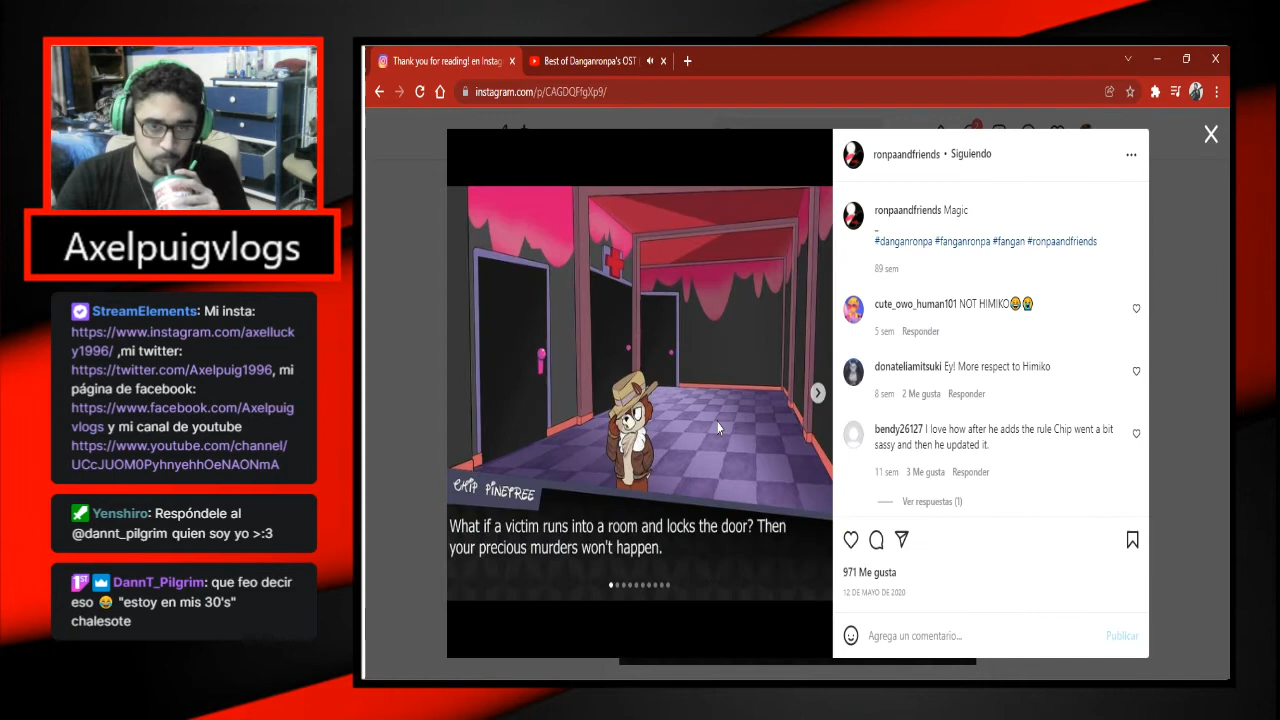 Thank you for reading! en Instag
Best of Danganronpa's OST
instagram.com/p/CAGDQFfgXp9/
Axelpuigvlogs
StreamElements: Mi insta:
https://www.instagram.com/axelluck
y1996/ ,mi twitter:
https://twitter.com/Axelpuig1996, mi
página de facebook:
https://www.facebook.com/Axelpuig
vlogs y mi canal de youtube
https://www.youtube.com/channel/
UCcJUOM0PyhnyehhOeNAONmA
Yenshiro: Respóndele al
@dannt_pilgrim quien soy yo >:3
1ST DannT_Pilgrim: que feo decir
eso 😂 "estoy en mis 30's"
chalesote
CHIP PINETREE
What if a victim runs into a room and locks the door? Then
your precious murders won't happen.
ronpaandfriends • Siguiendo
ronpaandfriends Magic
_
#danganronpa #fanganronpa #fangan #ronpaandfriends
89 sem
cute_owo_human101 NOT HIMIKO😂😭
5 sem Responder
donateliamitsuki Ey! More respect to Himiko
8 sem 2 Me gusta Responder
bendy26127 I love how after he adds the rule Chip went a bit
sassy and then he updated it.
11 sem 3 Me gusta Responder
Ver respuestas (1)
971 Me gusta
12 DE MAYO DE 2020
Agrega un comentario...
Publicar